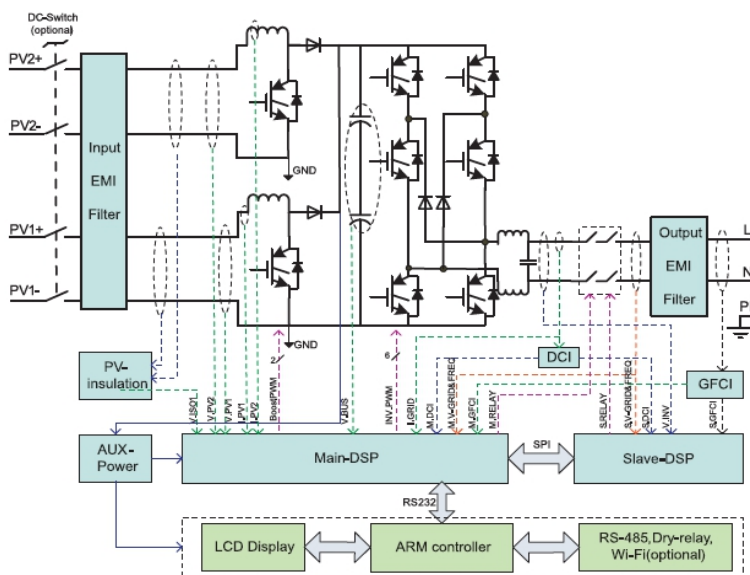 DC-Switch
(optional)
PV2+
PV2-
PV1+
PV1-
Input
EMI
Filter
GND
GND
Output
EMI
Filter
L
N
P
PV-
insulation
AUX-
Power
DCI
GFCI
2
6
V.ISO1
V.PV2
V.PV1
I.PV1
I.PV2
BoostPWM
V.BUS
INV.PWM
I.GRID
M.DCI
M.V-GRID&FREQ
M.GFCI
M.RELAY
S.RELAY
S.V-GRID&FREQ
S.DCI
V.INV
S.GFCI
Main-DSP
SPI
Slave-DSP
RS232
LCD Display
ARM controller
RS-485,Dry-relay,
Wi-Fi(optional)